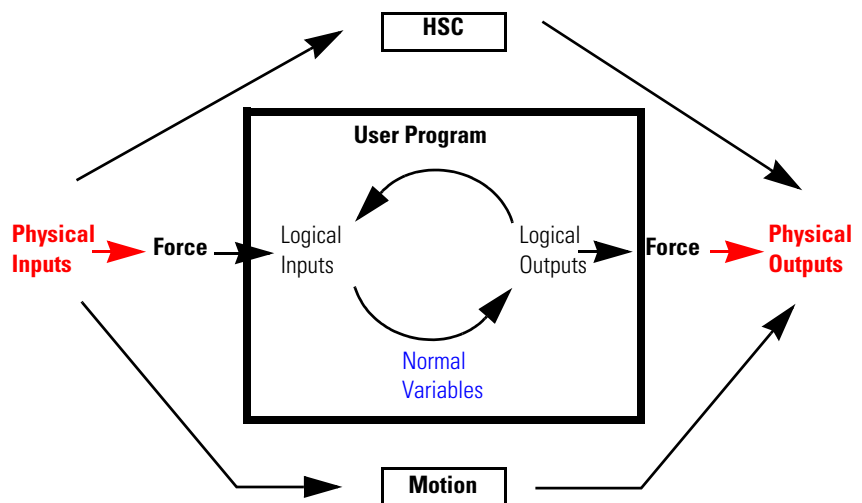 HSC
User Program
Physical
Inputs
Force
Logical
Inputs
Logical
Outputs
Force
Physical
Outputs
Normal
Variables
Motion